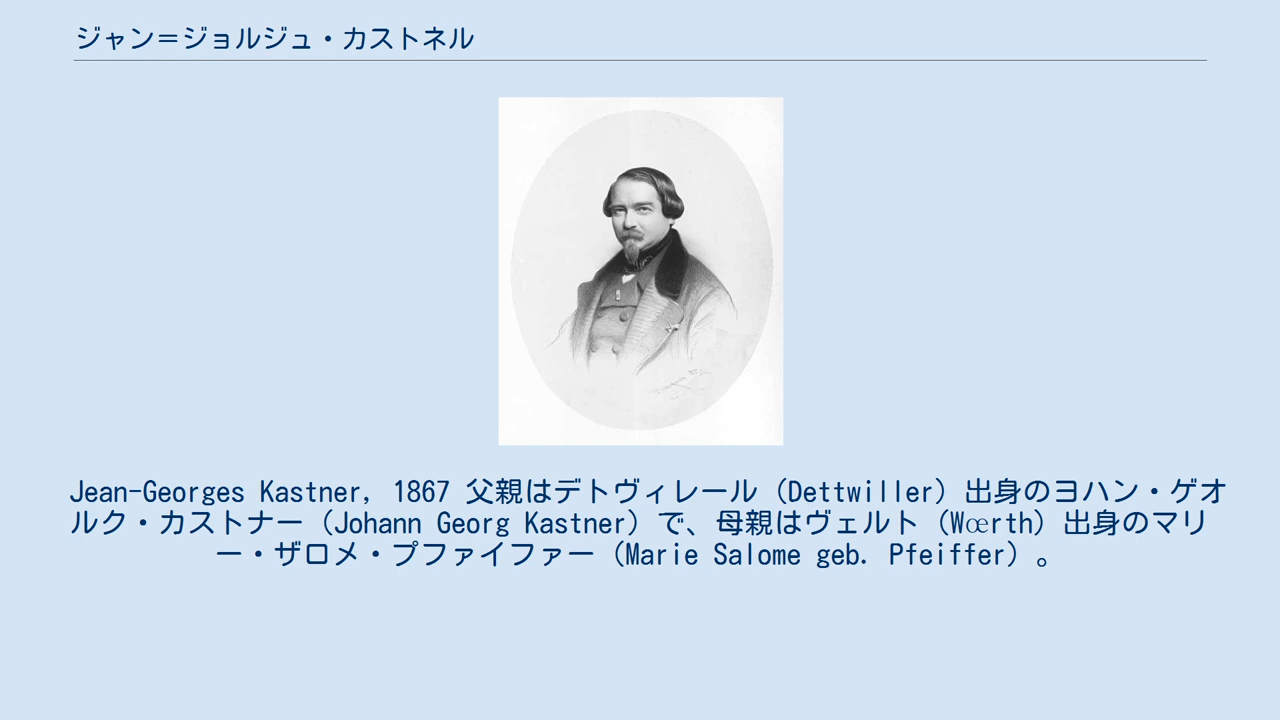 ジャン＝ジョルジュ・カストネル
Jean-Georges Kastner, 1867 父親はデトヴィレール（Dettwiller）出身のヨハン・ゲオ
ルク・カストナー（Johann Georg Kastner）で、母親はヴェルト（Wœrth）出身のマリ
ー・ザロメ・プファイファー（Marie Salome geb. Pfeiffer）。